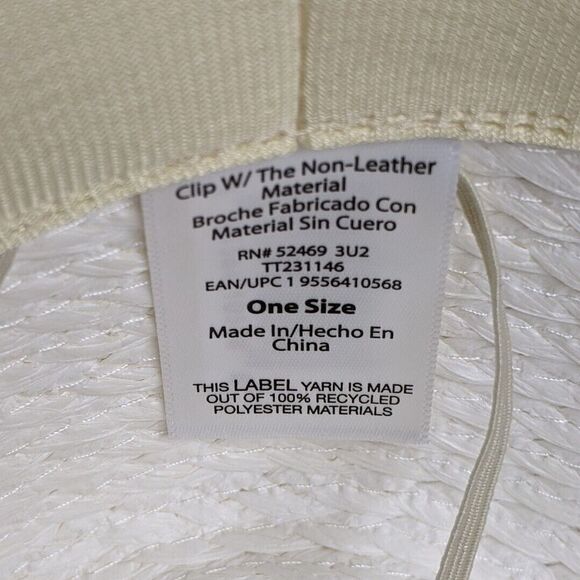 Clip W/ The Non-Leather
Material
Broche Fabricado Con
Material Sin Cuero
RN# 52469 3U2
TT231146
EAN/UPC 1 9556410568
One Size
Made In/Hecho En
China
THIS LABEL YARN IS MADE
OUT OF 100% RECYCLED
POLYESTER MATERIALS